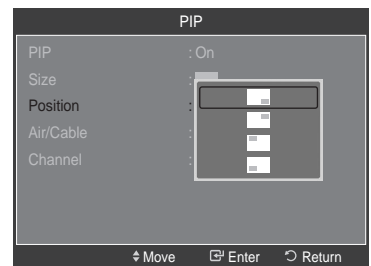 PIP
PIP : On
Size :
Position :
Air/Cable :
Channel :
Move Enter Return